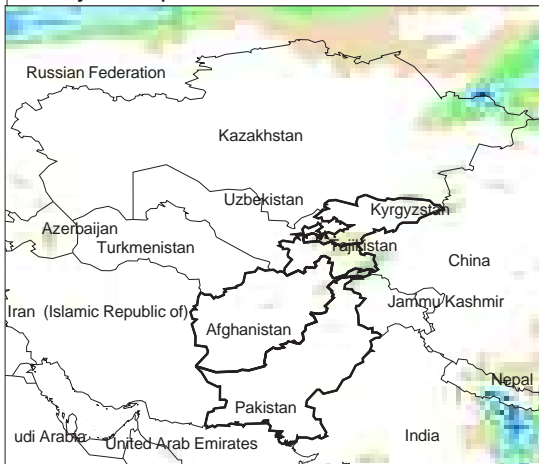 Russian Federation
Kazakhstan
Uzbekistan
Kyrgyzstan
Azerbaijan
Turkmenistan
Tajikistan
China
Iran (Islamic Republic of)
Jammu/Kashmir
Afghanistan
Nepal
Pakistan
udi Arabia
United Arab Emirates
India